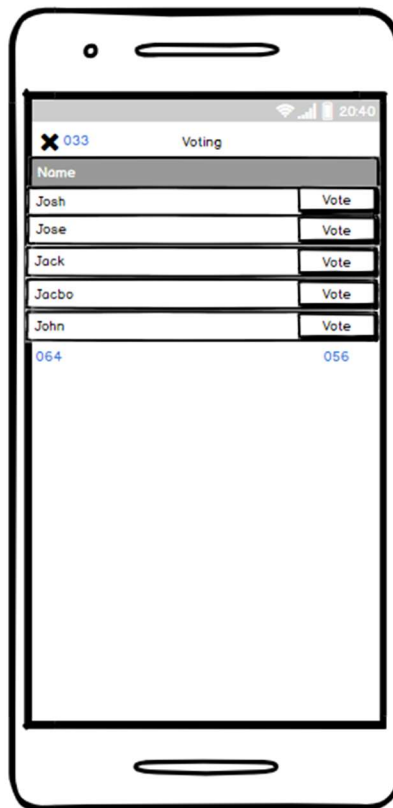 20:40
033 Voting
Name
Josh Vote
Jose Vote
Jack Vote
Jacbo Vote
John Vote
064 056